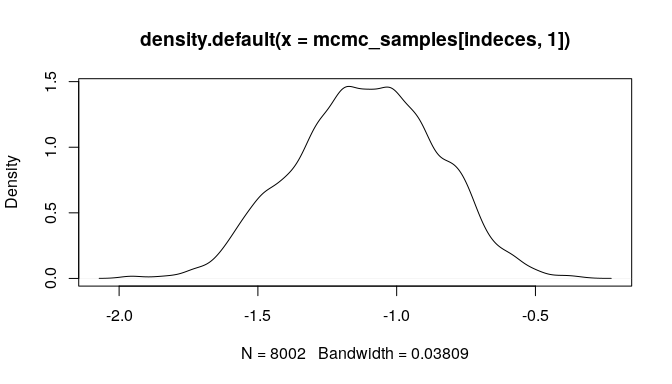 density.default(x = mcmc_samples[indeces, 1])
Density
1.5
1.0
0.5
0.0
-2.0 -1.5 -1.0 -0.5
N = 8002 Bandwidth = 0.03809